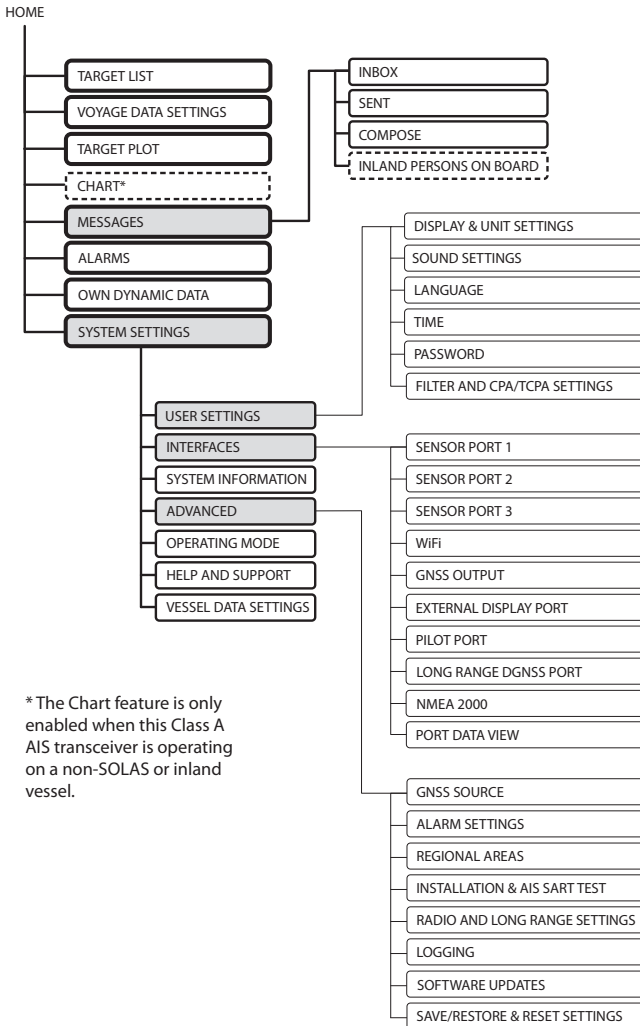 HOME
TARGET LIST
VOYAGE DATA SETTINGS
TARGET PLOT
CHART*
MESSAGES
ALARMS
OWN DYNAMIC DATA
SYSTEM SETTINGS
INBOX
SENT
COMPOSE
INLAND PERSONS ON BOARD
USER SETTINGS
INTERFACES
SYSTEM INFORMATION
ADVANCED
OPERATING MODE
HELP AND SUPPORT
VESSEL DATA SETTINGS
DISPLAY & UNIT SETTINGS
SOUND SETTINGS
LANGUAGE
TIME
PASSWORD
FILTER AND CPA/TCPA SETTINGS
SENSOR PORT 1
SENSOR PORT 2
SENSOR PORT 3
WiFi
GNSS OUTPUT
EXTERNAL DISPLAY PORT
PILOT PORT
LONG RANGE DGNSS PORT
NMEA 2000
PORT DATA VIEW
GNSS SOURCE
ALARM SETTINGS
REGIONAL AREAS
INSTALLATION & AIS SART TEST
RADIO AND LONG RANGE SETTINGS
LOGGING
SOFTWARE UPDATES
SAVE/RESTORE & RESET SETTINGS
* The Chart feature is only
enabled when this Class A
AIS transceiver is operating
on a non-SOLAS or inland
vessel.